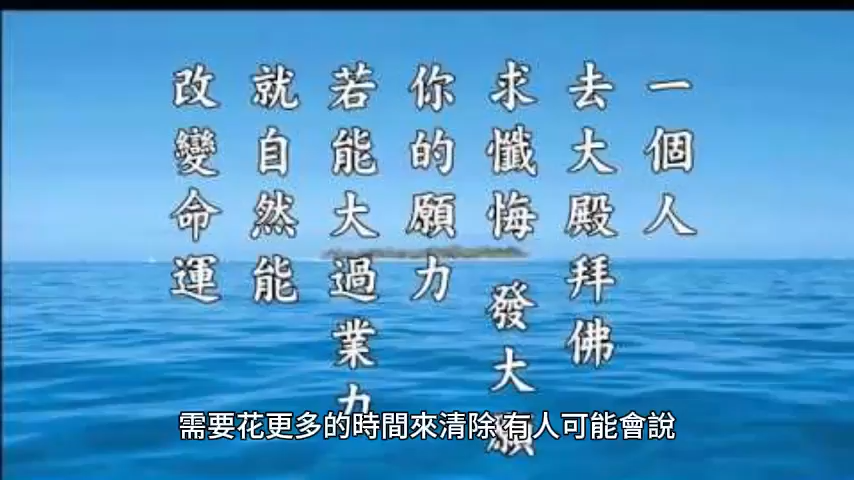 一個人
去大殿拜佛
求懺悔 發大願
你的願力
若能大過業力
就自然能
改變命運
需要花更多的時間來清除 有人可能會說